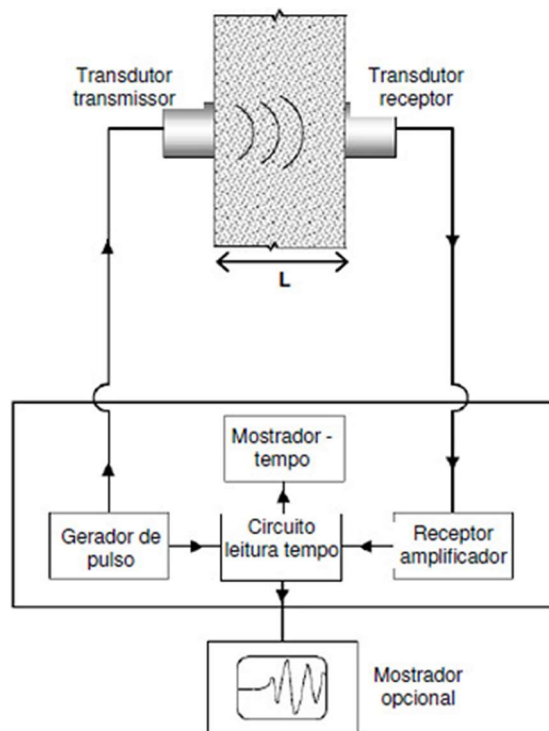 Transdutor
transmissor
Transdutor
receptor
L
Mostrador -
tempo
Gerador de
pulso
Circuito
leitura tempo
Receptor
amplificador
Mostrador
opcional